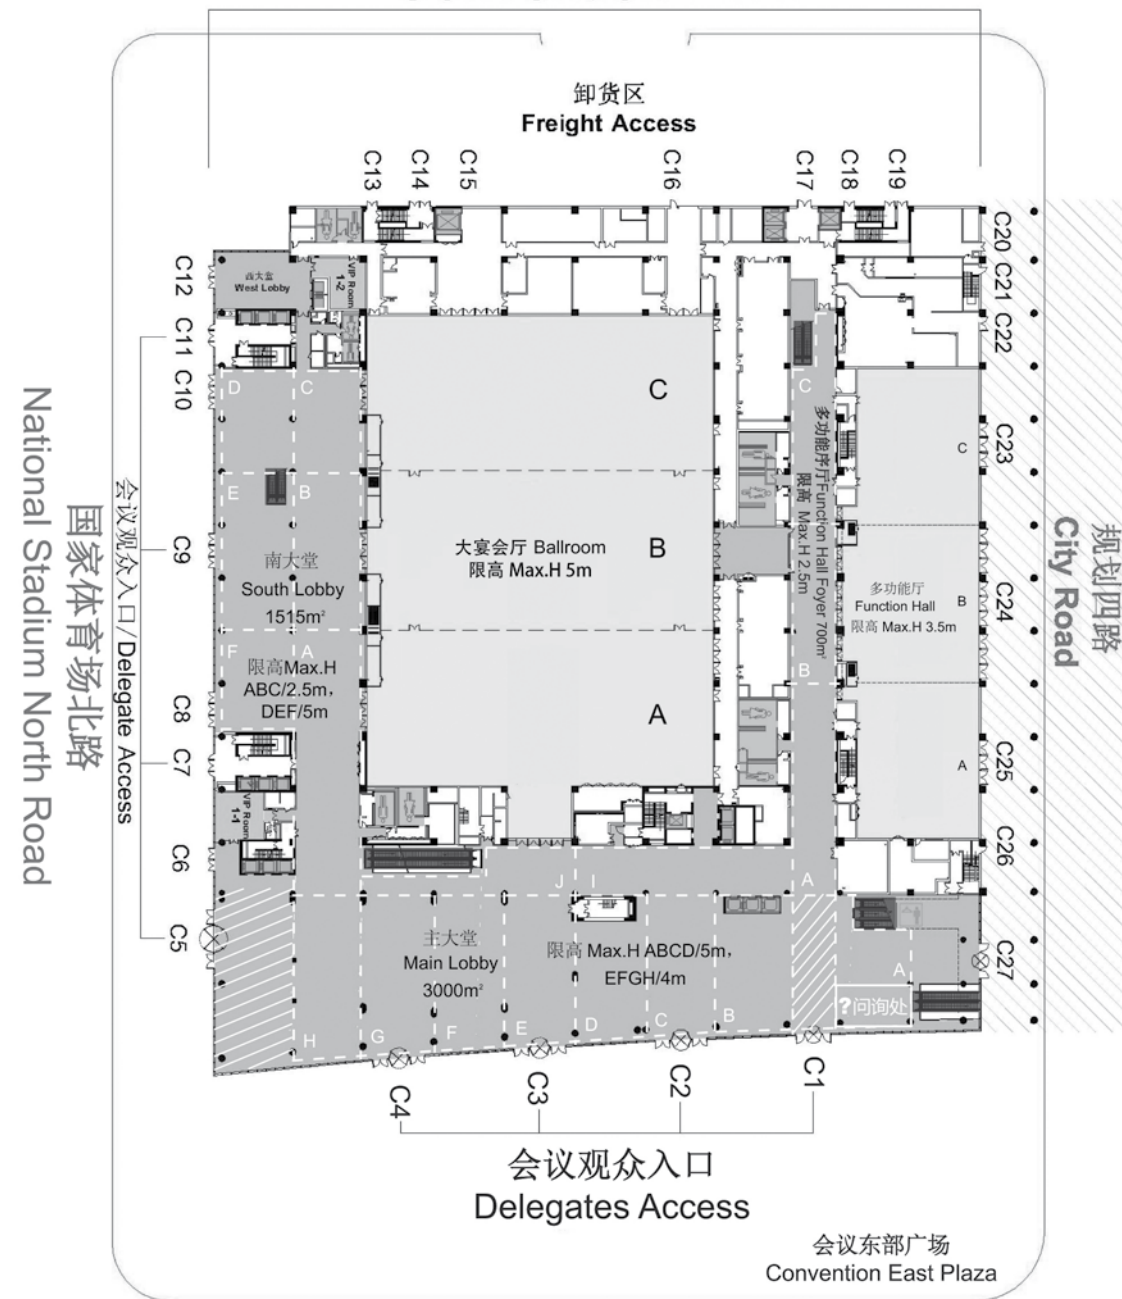 卸货区
Freight Access
C13
C14
C15
C16
C17
C18
C19
C20
C21
C22
C23
C24
C25
C26
C27
C12
C11
C10
C9
C8
C7
C6
C5
西大堂
West Lobby
VIP Room
1-2
D
C
E
B
南大堂
South Lobby
1515m²
F
A
限高Max.H
ABC/2.5m,
DEF/5m
VIP Room
1-1
C
大宴会厅 Ballroom
限高 Max.H 5m
B
A
C
多功能序厅Function Hall Foyer 700m²
限高 Max.H 2.5m
B
A
C
多功能厅
Function Hall
限高 Max.H 3.5m
B
A
J
I
主大堂
Main Lobby
3000m²
限高 Max.H ABCD/5m,
EFGH/4m
H
G
F
E
D
C
B
A
?问询处
C4
C3
C2
C1
会议观众入口
Delegates Access
会议东部广场
Convention East Plaza
会议观众入口/Delegate Access
国家体育场北路
National Stadium North Road
规划四路
City Road